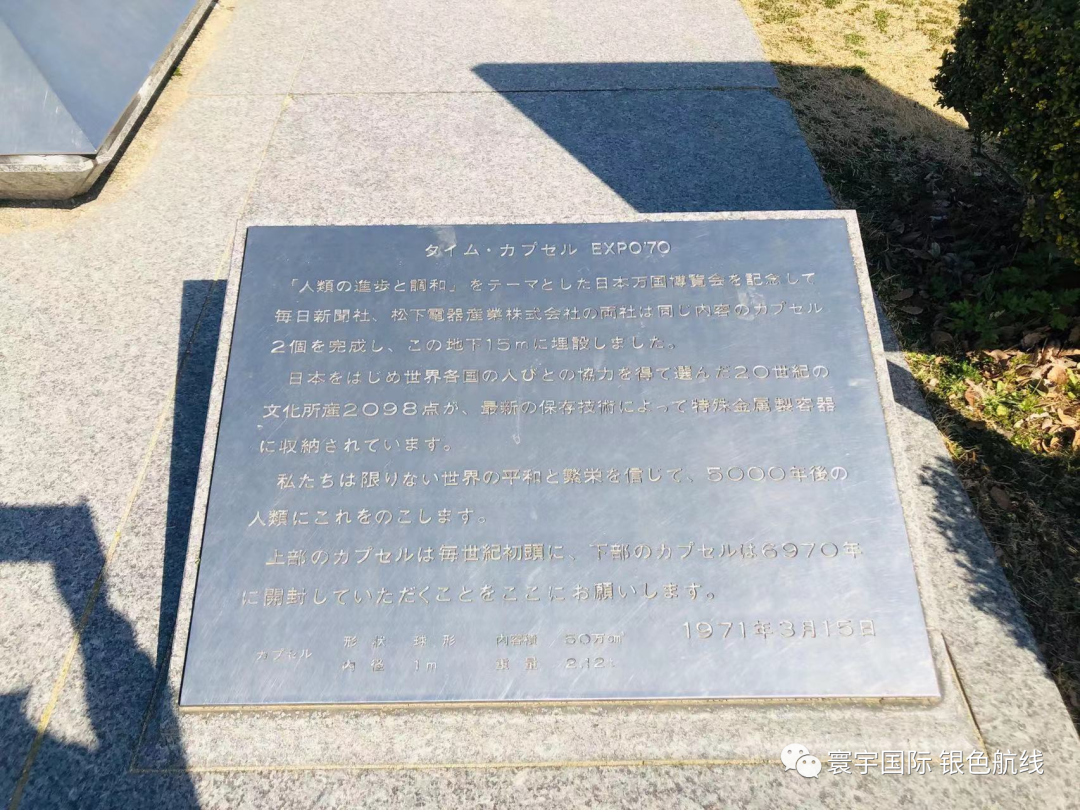 タイム・カプセル EXPO'70
「人類の進歩と調和」をテーマとした日本万国博覧会を記念して
毎日新聞社、松下電器産業株式会社の両社は同じ内容のカプセル
2個を完成し、この地下15mに埋設しました。
日本をはじめ世界各国の人びとの協力を得て選んだ20世紀の
文化所産2098点が、最新の保存技術によって特殊金属製容器
に収納されています。
私たちは限りない世界の平和と繁栄を信じて、5000年後の
人類にこれをのこします。
上部のカプセルは毎世紀初頭に、下部のカプセルは6970年
に開封していただくことをここにお願いします。
1971年3月15日
カプセル 形状 球形 内容積 50万
内径 1m 2.12t
寰宇国际 银色航线